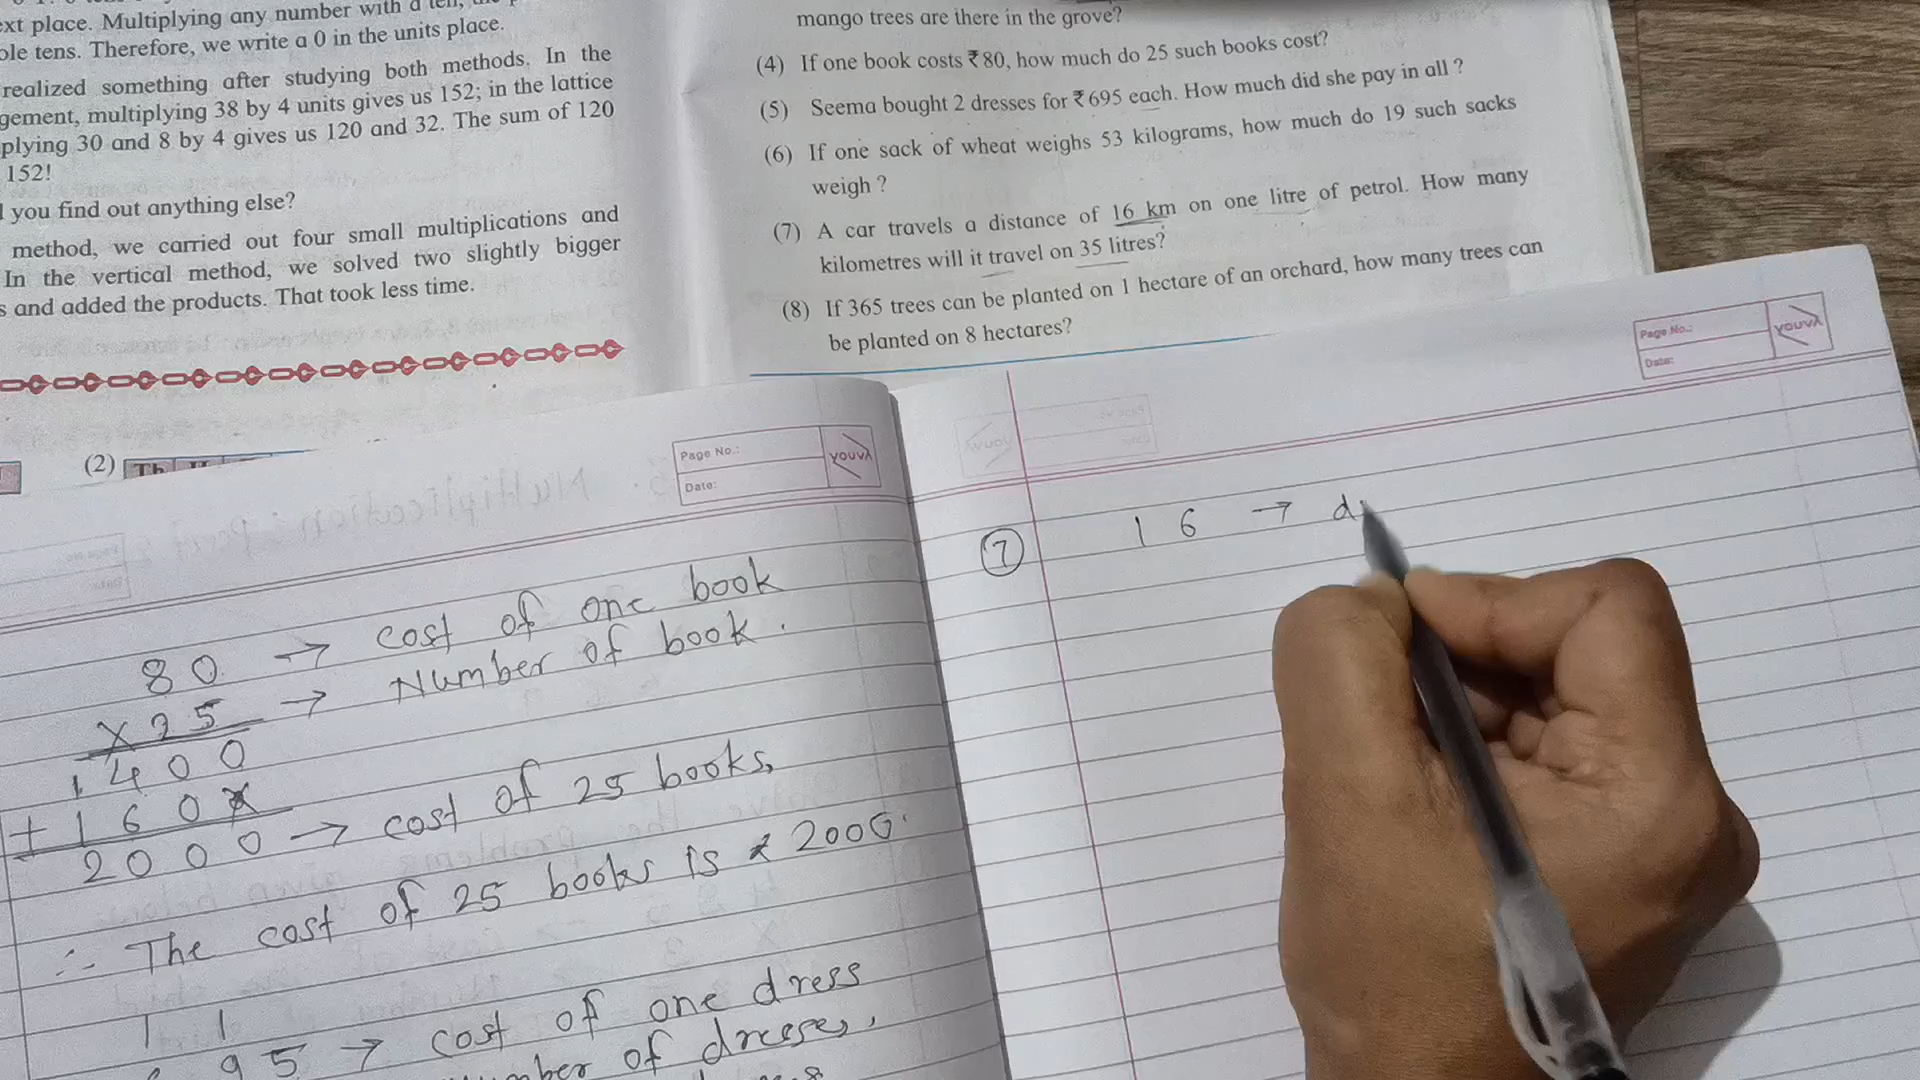 ext place. Multiplying any number with a ten,
ole tens. Therefore, we write a 0 in the units place.
realized something after studying both methods. In the
gement, multiplying 38 by 4 units gives us 152; in the lattice
plying 30 and 8 by 4 gives us 120 and 32. The sum of 120
152!
you find out anything else?
method, we carried out four small multiplications and
In the vertical method, we solved two slightly bigger
s and added the products. That took less time.
(2) Th H
mango trees are there in the grove?
(4) If one book costs ₹80, how much do 25 such books cost?
(5) Seema bought 2 dresses for ₹695 each. How much did she pay in all ?
(6) If one sack of wheat weighs 53 kilograms, how much do 19 such sacks
weigh ?
(7) A car travels a distance of 16 km on one litre of petrol. How many
kilometres will it travel on 35 litres?
(8) If 365 trees can be planted on 1 hectare of an orchard, how many trees can
be planted on 8 hectares?
Page No.:
Date:
youva
80 → cost of one book
x 25 → Number of book.
400
+ 160x
2000 → cost of 25 books,
∴ The cost of 25 books is ₹ 2000.
1 1
95 → cost of one dress
mber of dresses,
Page No.:
Date:
youva
7 16 → d